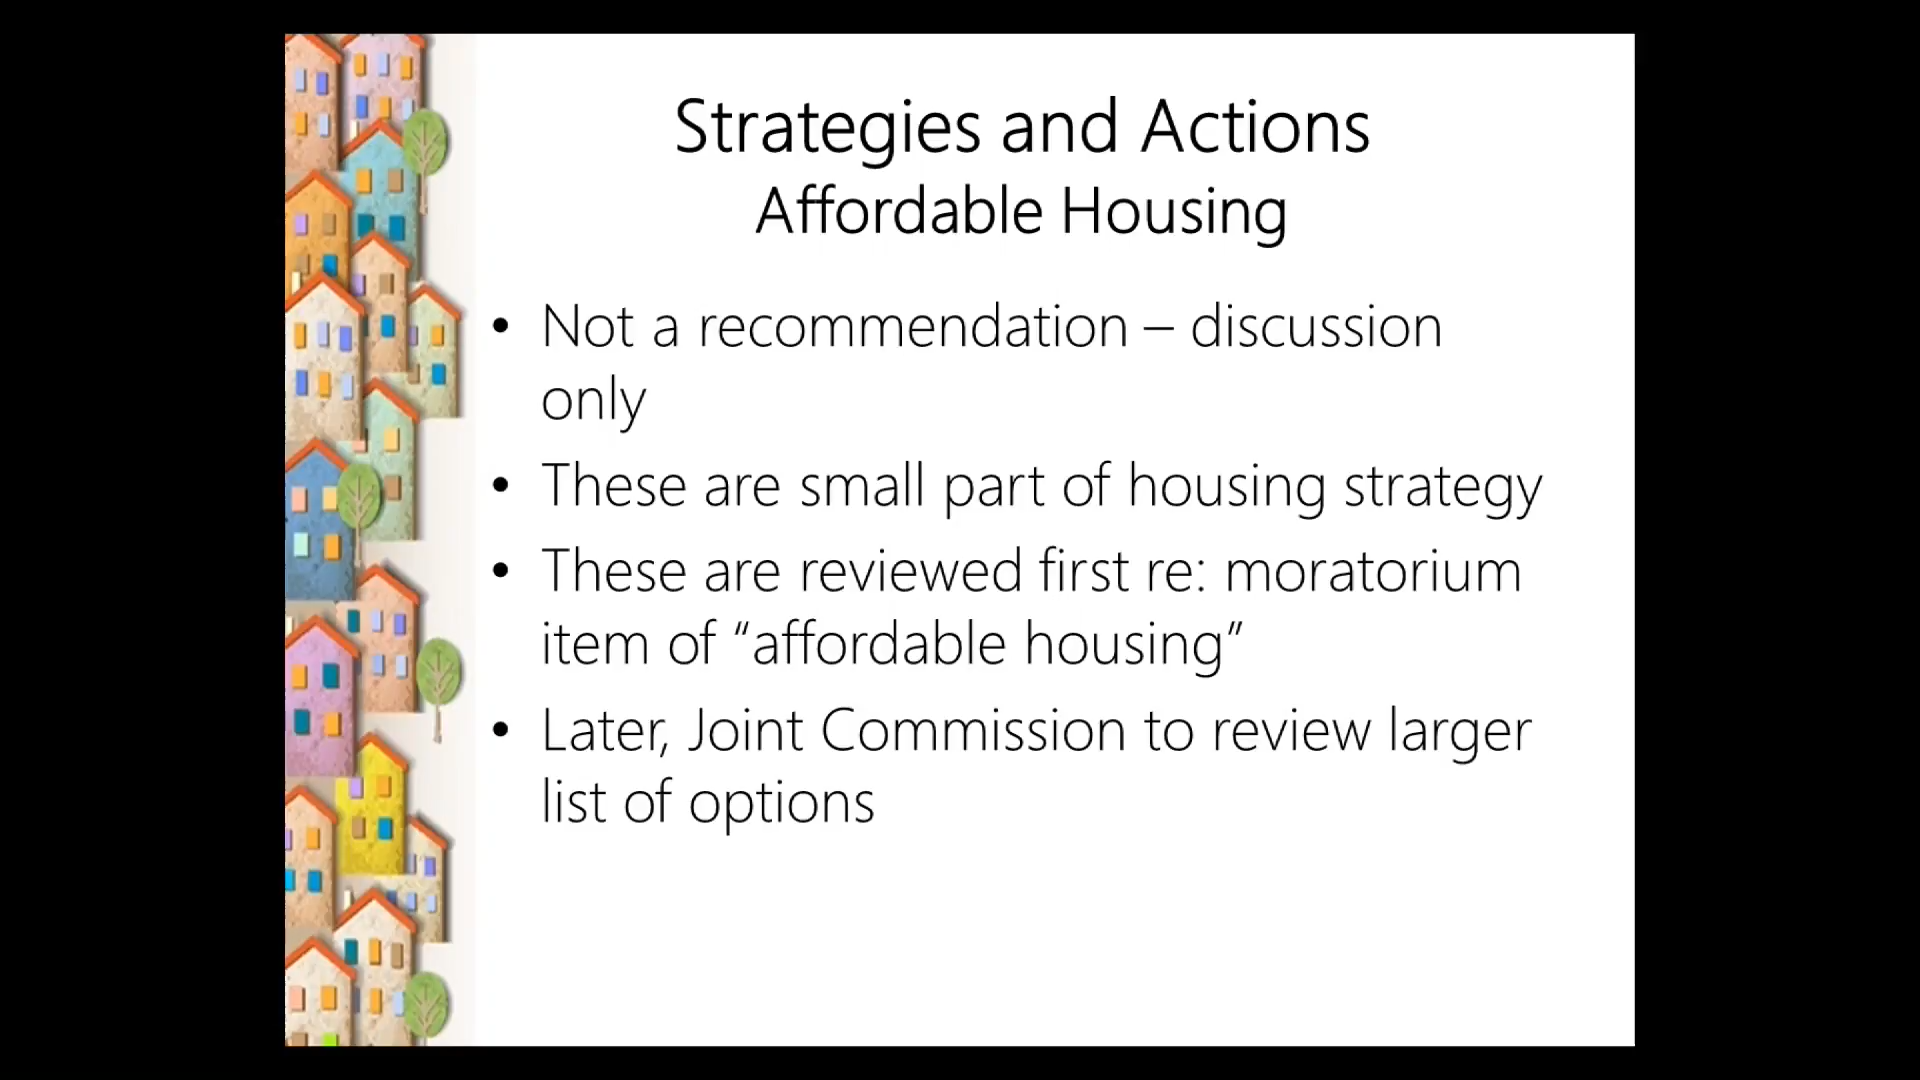 Strategies and Actions
Affordable Housing
• Not a recommendation – discussion
only
• These are small part of housing strategy
• These are reviewed first re: moratorium
item of “affordable housing”
• Later, Joint Commission to review larger
list of options